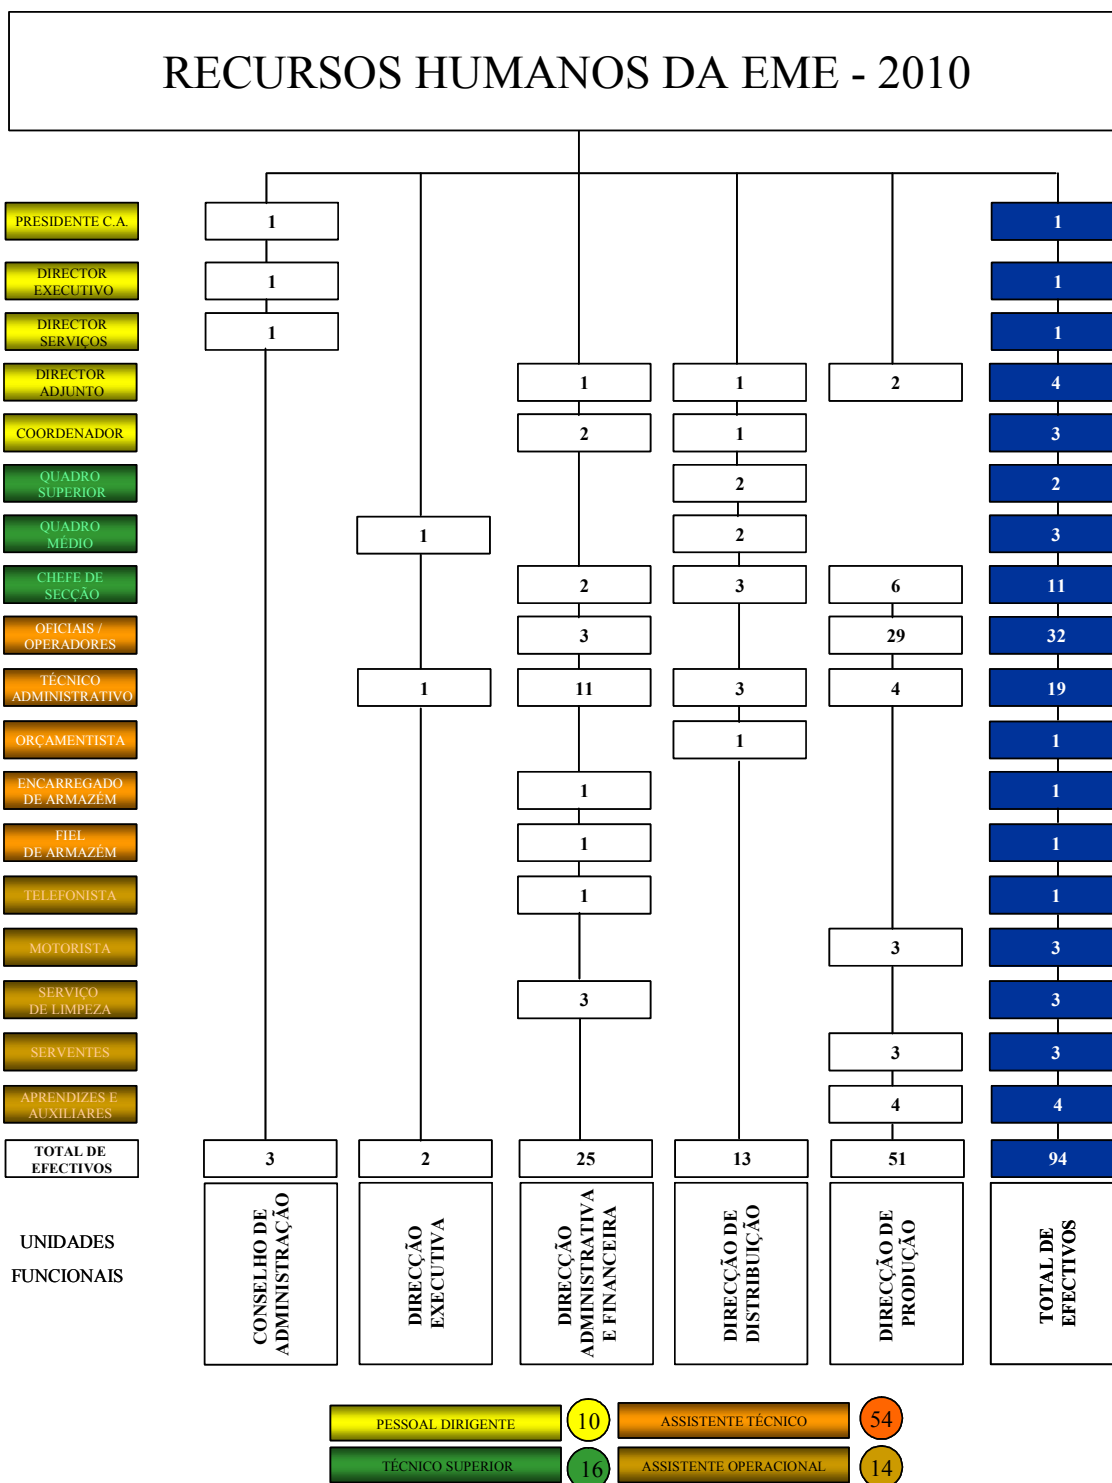 RECURSOS HUMANOS DA EME - 2010
PRESIDENTE C.A.
1
1
DIRECTOR
EXECUTIVO
1
1
DIRECTOR
SERVIÇOS
1
1
DIRECTOR
ADJUNTO
1
1
2
4
COORDENADOR
2
1
3
QUADRO
SUPERIOR
2
2
QUADRO
MÉDIO
1
2
3
CHEFE DE
SECÇÃO
2
3
6
11
OFICIAIS /
OPERADORES
3
29
32
TÉCNICO
ADMINISTRATIVO
1
11
3
4
19
ORÇAMENTISTA
1
1
ENCARREGADO
DE ARMAZÉM
1
1
FIEL
DE ARMAZÉM
1
1
TELEFONISTA
1
1
MOTORISTA
3
3
SERVIÇO
DE LIMPEZA
3
3
SERVENTES
3
3
APRENDIZES E
AUXILIARES
4
4
TOTAL DE
EFECTIVOS
3
2
25
13
51
94
UNIDADES
FUNCIONAIS
CONSELHO DE
ADMINISTRAÇÃO
DIRECÇÃO
EXECUTIVA
DIRECÇÃO
ADMINISTRATIVA
E FINANCEIRA
DIRECÇÃO DE
DISTRIBUIÇÃO
DIRECÇÃO DE
PRODUÇÃO
TOTAL DE
EFECTIVOS
PESSOAL DIRIGENTE
10
ASSISTENTE TÉCNICO
54
TÉCNICO SUPERIOR
16
ASSISTENTE OPERACIONAL
14